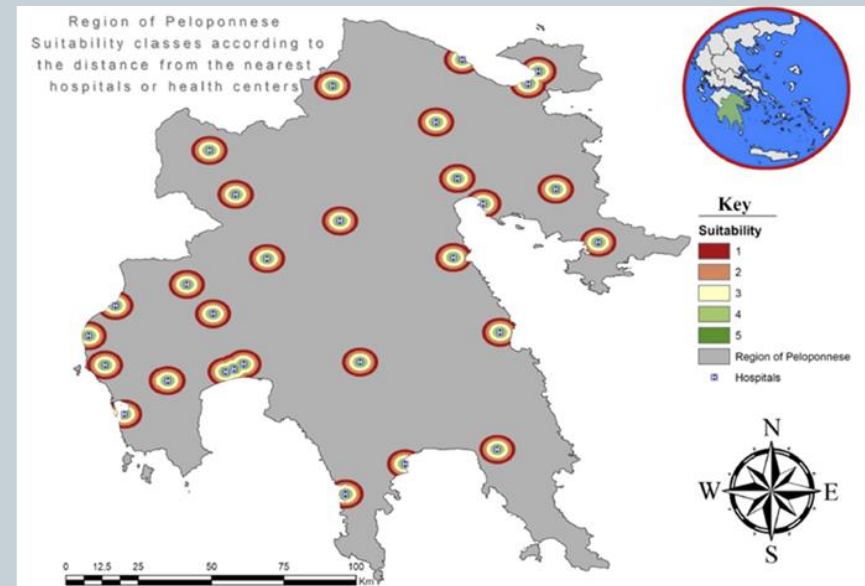 Region of Peloponnese
Suitability classes according to
the distance from the nearest
hospitals or health centers
Key
Suitability
1
2
3
4
5
Region of Peloponnese
Hospitals
N
W E
S
0 12.5 25 50 75 100
Km